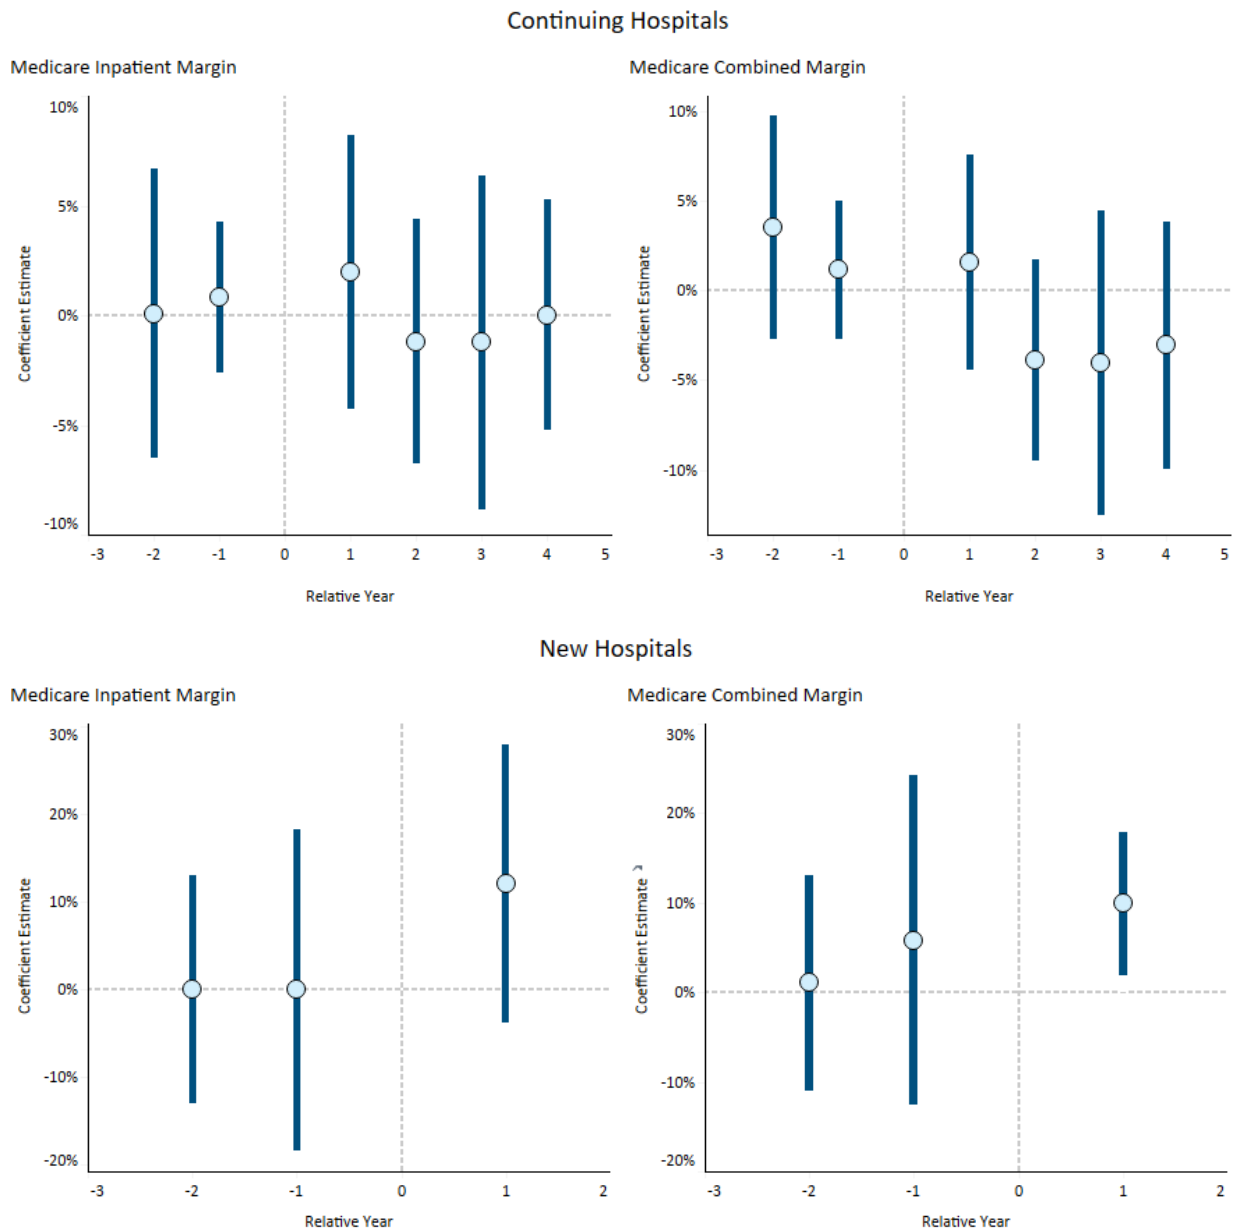 Continuing Hospitals
Medicare Inpatient Margin
10%
5%
0%
-5%
-10%
Coefficient Estimate
-3 -2 -1 0 1 2 3 4 5
Relative Year
Medicare Combined Margin
10%
5%
0%
-5%
-10%
Coefficient Estimate
-3 -2 -1 0 1 2 3 4 5
Relative Year
New Hospitals
Medicare Inpatient Margin
30%
20%
10%
0%
-10%
-20%
Coefficient Estimate
-3 -2 -1 0 1 2
Relative Year
Medicare Combined Margin
30%
20%
10%
0%
-10%
-20%
Coefficient Estimate
-3 -2 -1 0 1 2
Relative Year